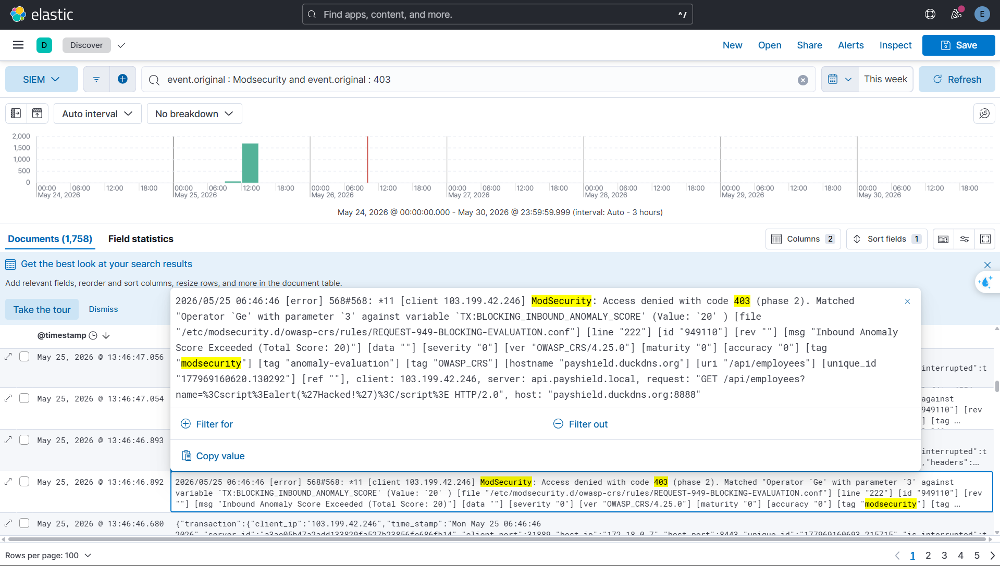 elastic
Find apps, content, and more.
^/
E
D
Discover
New
Open
Share
Alerts
Inspect
Save
SIEM
event.original : Modsecurity and event.original : 403
This week
Refresh
Auto interval
No breakdown
2,000
1,500
1,000
500
0
00:00 06:00 12:00 18:00 00:00 06:00 12:00 18:00 00:00 06:00 12:00 18:00 00:00 06:00 12:00 18:00 00:00 06:00 12:00 18:00 00:00 06:00 12:00 18:00 00:00 06:00 12:00 18:00
May 24, 2026 May 25, 2026 May 26, 2026 May 27, 2026 May 28, 2026 May 29, 2026 May 30, 2026
May 24, 2026 @ 00:00:00.000 - May 30, 2026 @ 23:59:59.999 (interval: Auto - 3 hours)
Documents (1,758)
Field statistics
Columns 2
Sort fields 1
Get the best look at your search results
Add relevant fields, reorder and sort columns, resize rows, and more in the document table.
Take the tour
Dismiss
2026/05/25 06:46:46 [error] 568#568: *11 [client 103.199.42.246] ModSecurity: Access denied with code 403 (phase 2). Matched
"Operator `Ge' with parameter `3' against variable `TX:BLOCKING_INBOUND_ANOMALY_SCORE' (Value: `20' ) [file
"/etc/modsecurity.d/owasp-crs/rules/REQUEST-949-BLOCKING-EVALUATION.conf"] [line "222"] [id "949110"] [rev ""] [msg "Inbound Anomaly
Score Exceeded (Total Score: 20)"] [data ""] [severity "0"] [ver "OWASP_CRS/4.25.0"] [maturity "0"] [accuracy "0"] [tag
"modsecurity"] [tag "anomaly-evaluation"] [tag "OWASP_CRS"] [hostname "payshield.duckdns.org"] [uri "/api/employees"] [unique_id
"177969160620.130292"] [ref ""], client: 103.199.42.246, server: api.payshield.local, request: "GET /api/employees?
name=%3Cscript%3Ealert(%27Hacked!%27)%3C/script%3E HTTP/2.0", host: "payshield.duckdns.org:8888"
Filter for
Filter out
Copy value
@timestamp
May 25, 2026 @ 13:46:47.056
interrupted":t
May 25, 2026 @ 13:46:47.054
against
949110"] [rev
] [tag ...
May 25, 2026 @ 13:46:46.893
interrupted":t
,"headers":...
May 25, 2026 @ 13:46:46.892
2026/05/25 06:46:46 [error] 568#568: *11 [client 103.199.42.246] ModSecurity: Access denied with code 403 (phase 2). Matched "Operator `Ge' with parameter `3' against
variable `TX:BLOCKING_INBOUND_ANOMALY_SCORE' (Value: `20' ) [file "/etc/modsecurity.d/owasp-crs/rules/REQUEST-949-BLOCKING-EVALUATION.conf"] [line "222"] [id "949110"] [rev
""] [msg "Inbound Anomaly Score Exceeded (Total Score: 20)"] [data ""] [severity "0"] [ver "OWASP_CRS/4.25.0"] [maturity "0"] [accuracy "0"] [tag "modsecurity"] [tag ...
May 25, 2026 @ 13:46:46.680
{"transaction":{"client_ip":"103.199.42.246","time_stamp":"Mon May 25 06:46:46
2026","server_id":"a3ae05b47a2add133829fa527b23856fe686fb14","client_port":31889,"host_ip":"172.18.0.7","host_port":8443,"unique_id":"177969160693.215715","is_interrupted":t
Rows per page: 100
1 2 3 4 5